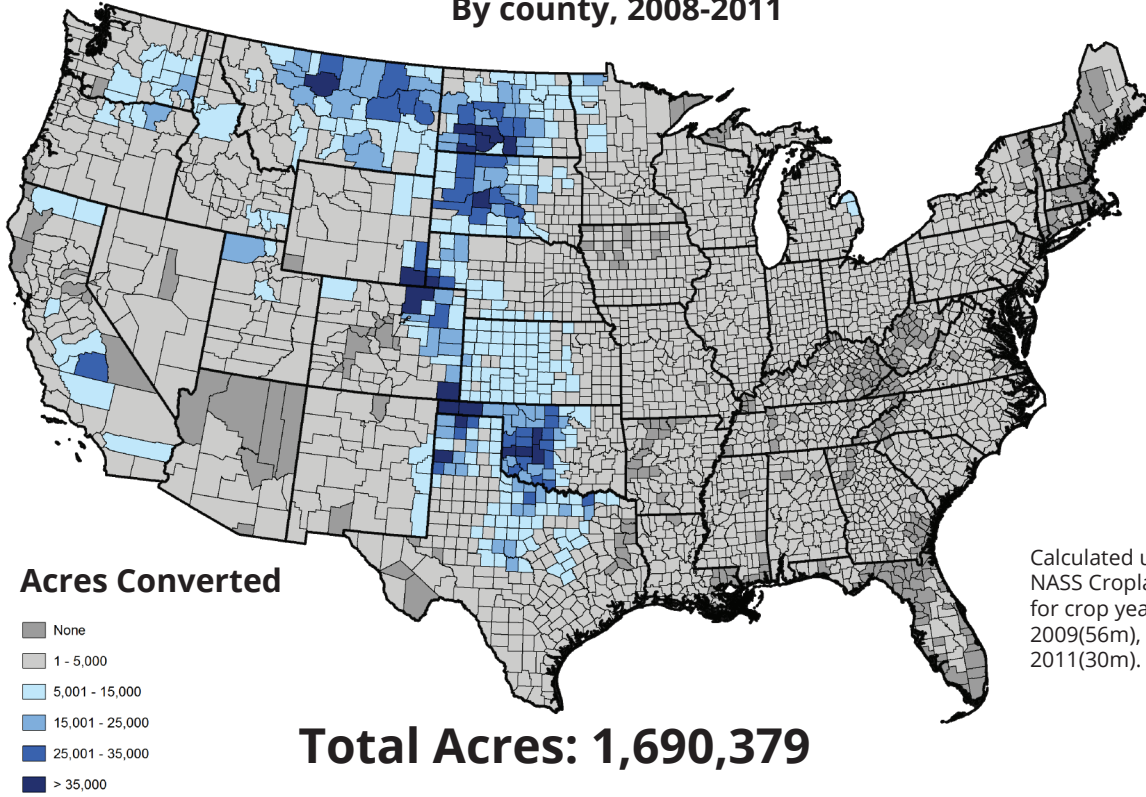 By county, 2008-2011
Acres Converted
None
1 - 5,000
5,001 - 15,000
15,001 - 25,000
25,001 - 35,000
> 35,000
Total Acres: 1,690,379
Calculated u
NASS Cropla
for crop yea
2009(56m),
2011(30m).